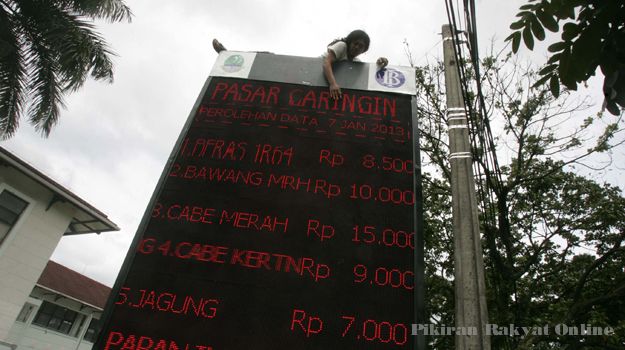 PASAR CARINGIN
PEROLEHAN DATA, 7 JAN 2013
1.BERAS IR64 Rp 8.500
2.BAWANG MRH Rp 10.000
3.CABE MERAH Rp 15.000
4.CABE KERTN Rp 9.000
5.JAGUNG Rp 7.000
Pikiran Rakyat Online